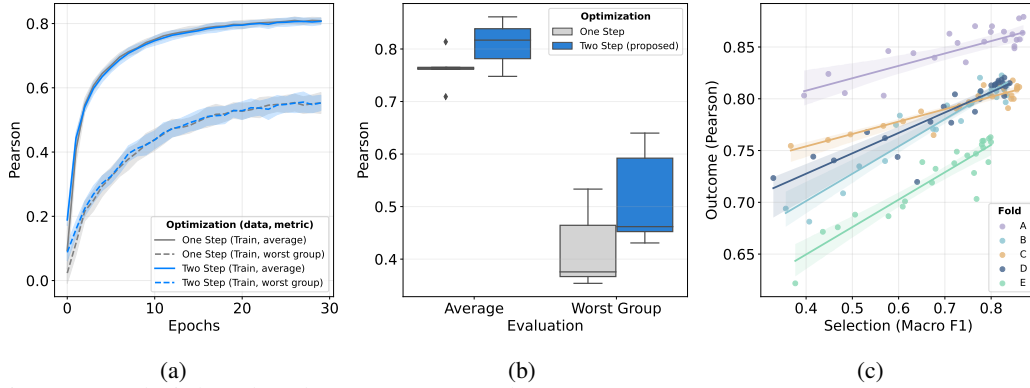 Pearson
0.8
0.6
0.4
0.2
0.0
0
10
20
30
Epochs
Optimization (data, metric)
One Step (Train, average)
One Step (Train, worst group)
Two Step (Train, average)
Two Step (Train, worst group)
(a)
Pearson
0.8
0.7
0.6
0.5
0.4
Average
Worst Group
Evaluation
Optimization
One Step
Two Step (proposed)
(b)
Outcome (Pearson)
0.85
0.80
0.75
0.70
0.65
0.4
0.5
0.6
0.7
0.8
Selection (Macro F1)
Fold
A
B
C
D
E
(c)